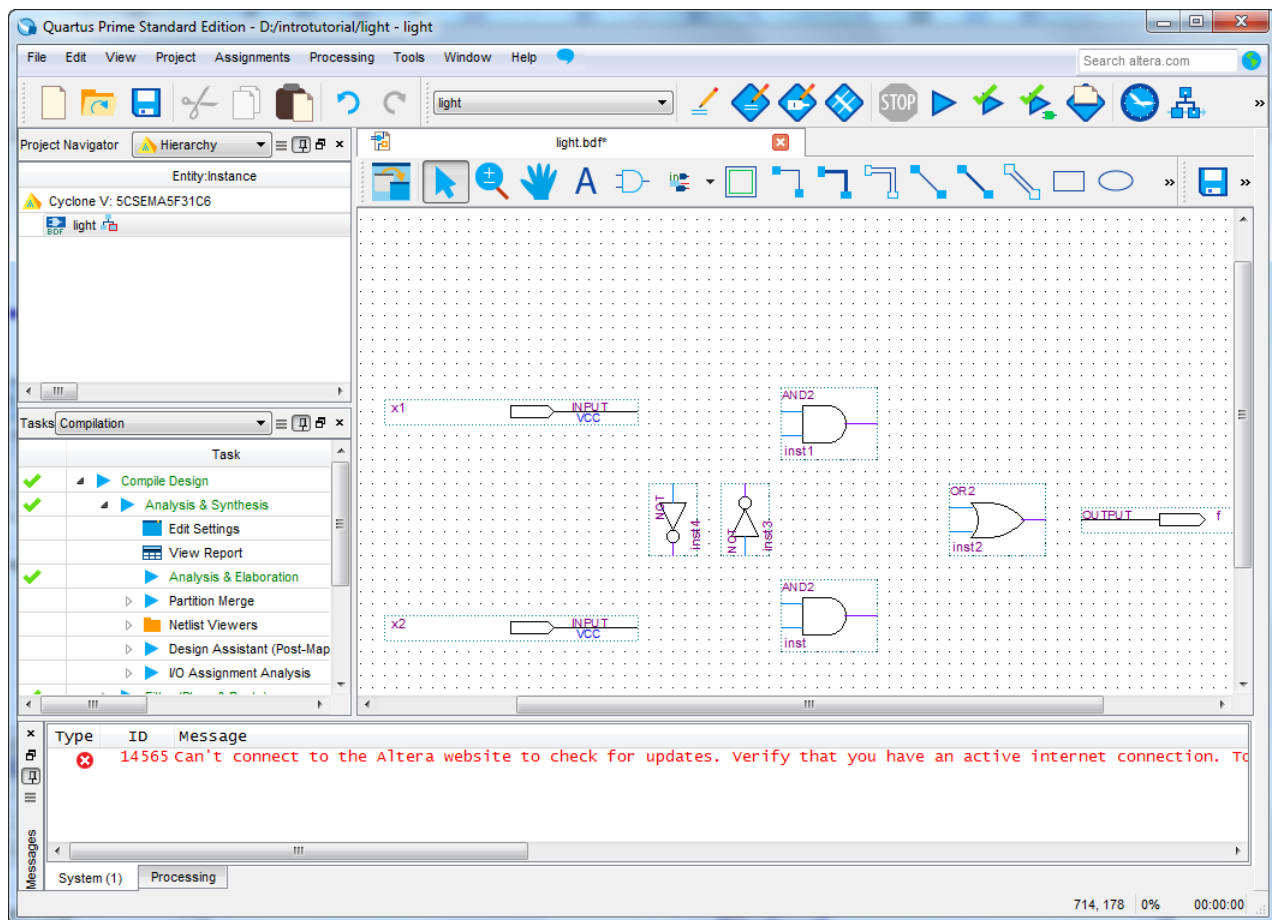 Quartus Prime Standard Edition - D:/introtutorial/light - light
File Edit View Project Assignments Processing Tools Window Help
Search altera.com
light
STOP
Project Navigator Hierarchy
light.bdf*
Entity:Instance
Cyclone V: 5CSEMA5F31C6
BDF light
Tasks Compilation
Task
Compile Design
Analysis & Synthesis
Edit Settings
View Report
Analysis & Elaboration
Partition Merge
Netlist Viewers
Design Assistant (Post-Map
I/O Assignment Analysis
x1 INPUT
VCC
AND2
inst1
NOT inst4
NOT inst3
OR2
inst2
OUTPUT f
AND2
inst
x2 INPUT
VCC
Type ID Message
14565 Can't connect to the Altera website to check for updates. Verify that you have an active internet connection. To
Messages
System (1) Processing
714, 178 0% 00:00:00